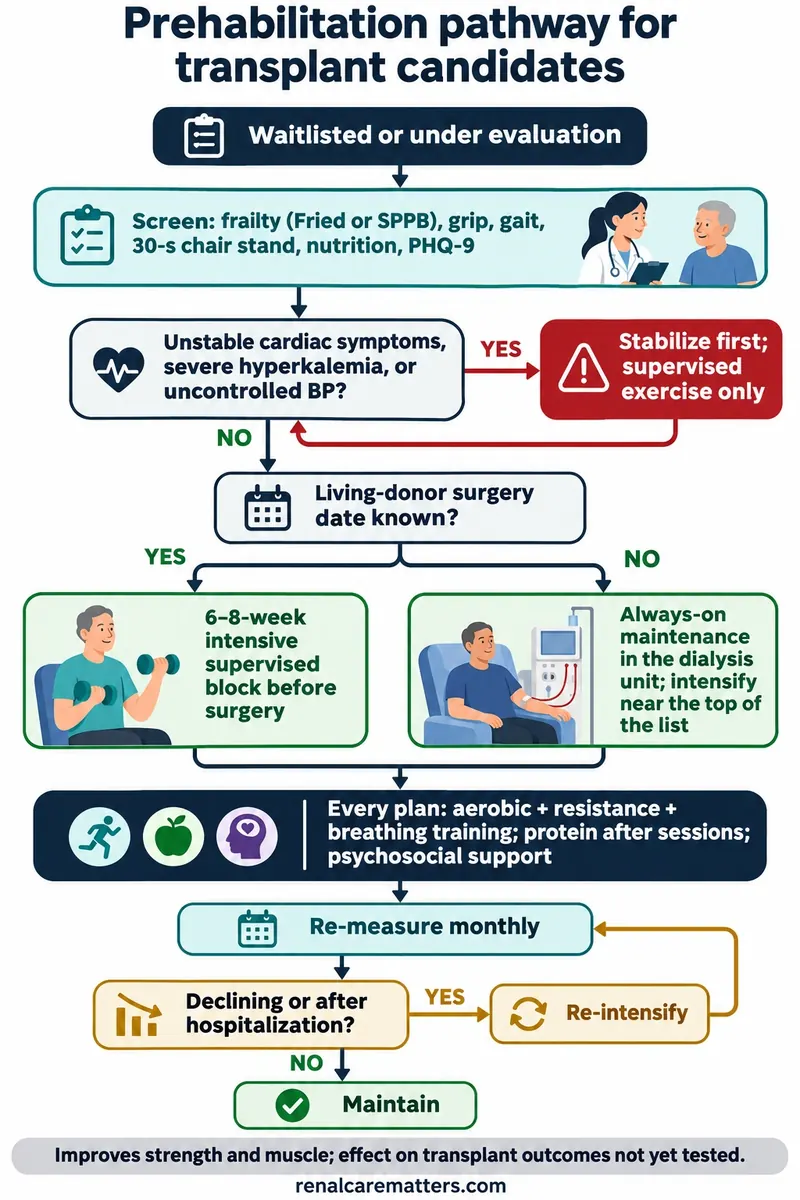 Prehabilitation pathway for
transplant candidates
Waitlisted or under evaluation
Screen: frailty (Fried or SPPB), grip, gait,
30-s chair stand, nutrition, PHQ-9
Unstable cardiac symptoms,
severe hyperkalemia, or
uncontrolled BP?
YES
Stabilize first;
supervised
exercise only
NO
Living-donor surgery
date known?
YES
NO
6–8-week
intensive
supervised
block before
surgery
Always-on
maintenance
in the dialysis
unit; intensify
near the top of
the list
Every plan: aerobic + resistance +
breathing training; protein after sessions;
psychosocial support
Re-measure monthly
Declining or after
hospitalization?
YES
Re-intensify
NO
Maintain
Improves strength and muscle; effect on transplant outcomes not yet tested.
renalcarematters.com